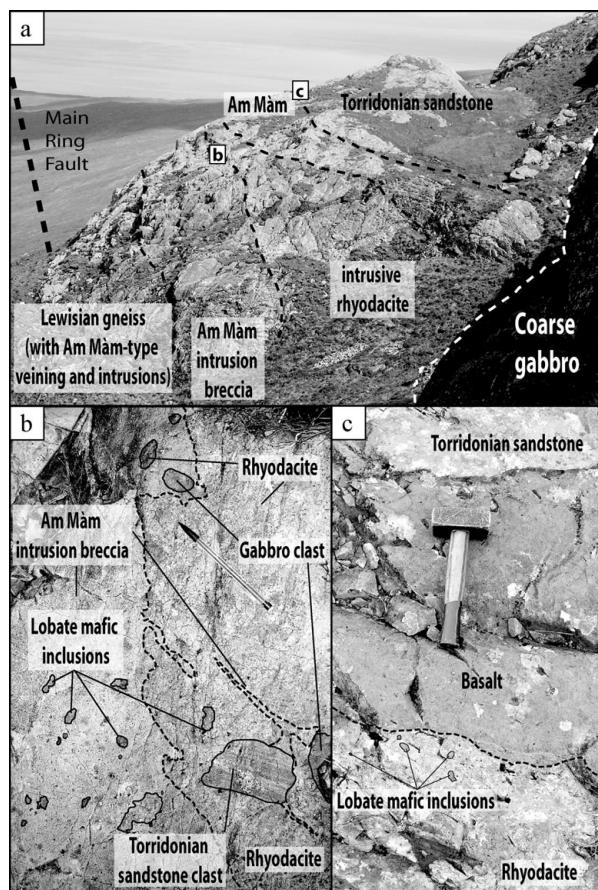 a
Main
Ring
Fault
Am Màm
c
Torridonian sandstone
b
intrusive
rhyodacite
Lewisian gneiss
(with Am Màm-type
veining and intrusions)
Am Màm
intrusion
breccia
Coarse
gabbro
b
Rhyodacite
Am Màm
intrusion breccia
Gabbro clast
Lobate mafic
inclusions
Torridonian
sandstone clast
Rhyodacite
c
Torridonian sandstone
Basalt
Lobate mafic inclusions
Rhyodacite